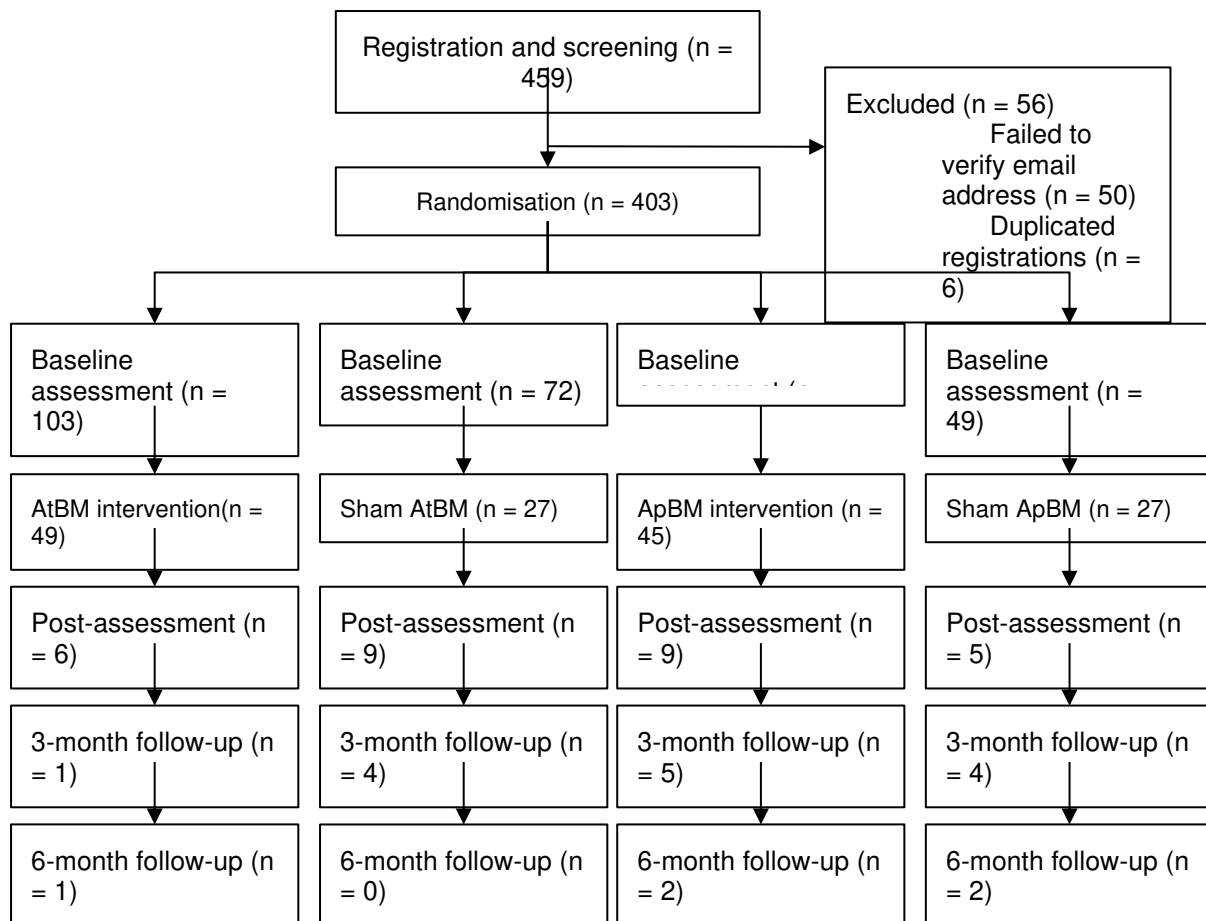 Registration and screening (n =
459)
Excluded (n = 56)
Failed to
verify email
address (n = 50)
Duplicated
registrations (n =
6)
Randomisation (n = 403)
Baseline
assessment (n =
103)
Baseline
assessment (n = 72)
Baseline
Baseline
assessment (n =
49)
AtBM intervention(n =
49)
Sham AtBM (n = 27)
ApBM intervention (n =
45)
Sham ApBM (n = 27)
Post-assessment (n
= 6)
Post-assessment (n
= 9)
Post-assessment (n
= 9)
Post-assessment (n
= 5)
3-month follow-up (n
= 1)
3-month follow-up (n
= 4)
3-month follow-up (n
= 5)
3-month follow-up (n
= 4)
6-month follow-up (n
= 1)
6-month follow-up (n
= 0)
6-month follow-up (n
= 2)
6-month follow-up (n
= 2)